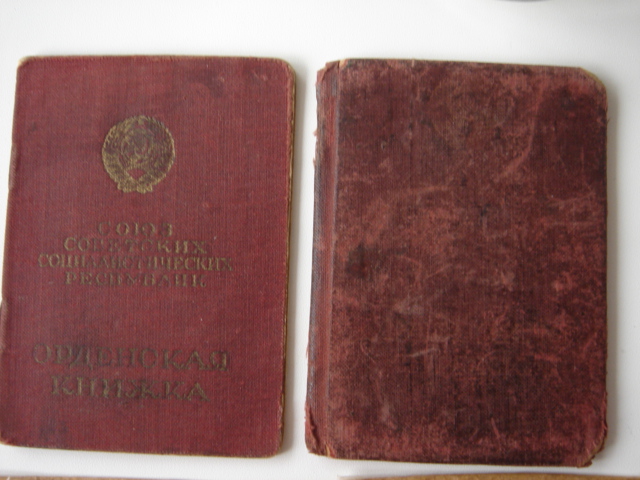 СОЮЗ
СОВЕТСКИХ
СОЦИАЛИСТИЧЕСКИХ
РЕСПУБЛИК
ОРДЕНСКАЯ
КНИЖКА